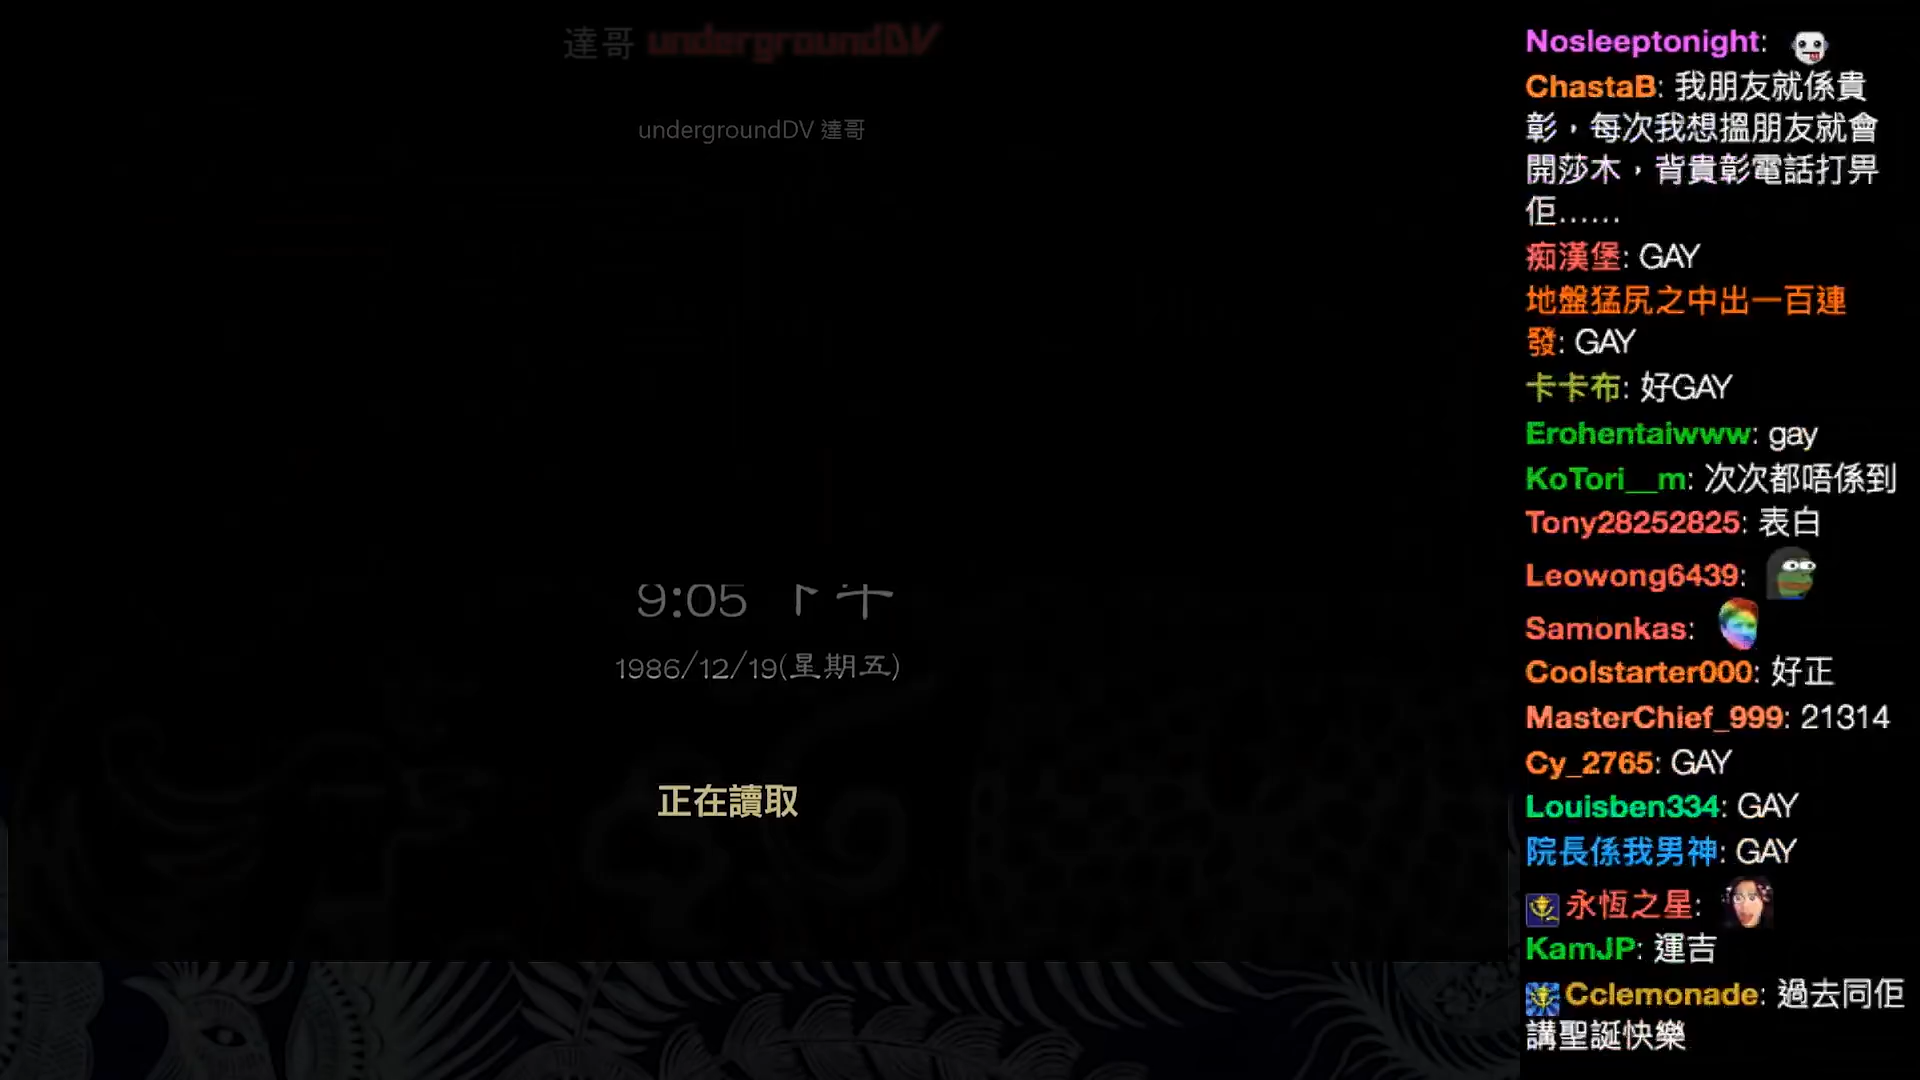 達哥 undergroundDV
undergroundDV 達哥
9:05 下午
1986/12/19(星期五)
正在讀取
Nosleeptonight:
ChastaB: 我朋友就係貴
彰，每次我想搵朋友就會
開莎木，背貴彰電話打畀
佢……
痴漢堡: GAY
地盤猛尻之中出一百連
發: GAY
卡卡布: 好GAY
Erohentaiwww: gay
KoTori__m: 次次都唔係到
Tony28252825: 表白
Leowong6439:
Samonkas:
Coolstarter000: 好正
MasterChief_999: 21314
Cy_2765: GAY
Louisben334: GAY
院長係我男神: GAY
永恆之星:
KamJP: 運吉
Cclemonade: 過去同佢
講聖誕快樂